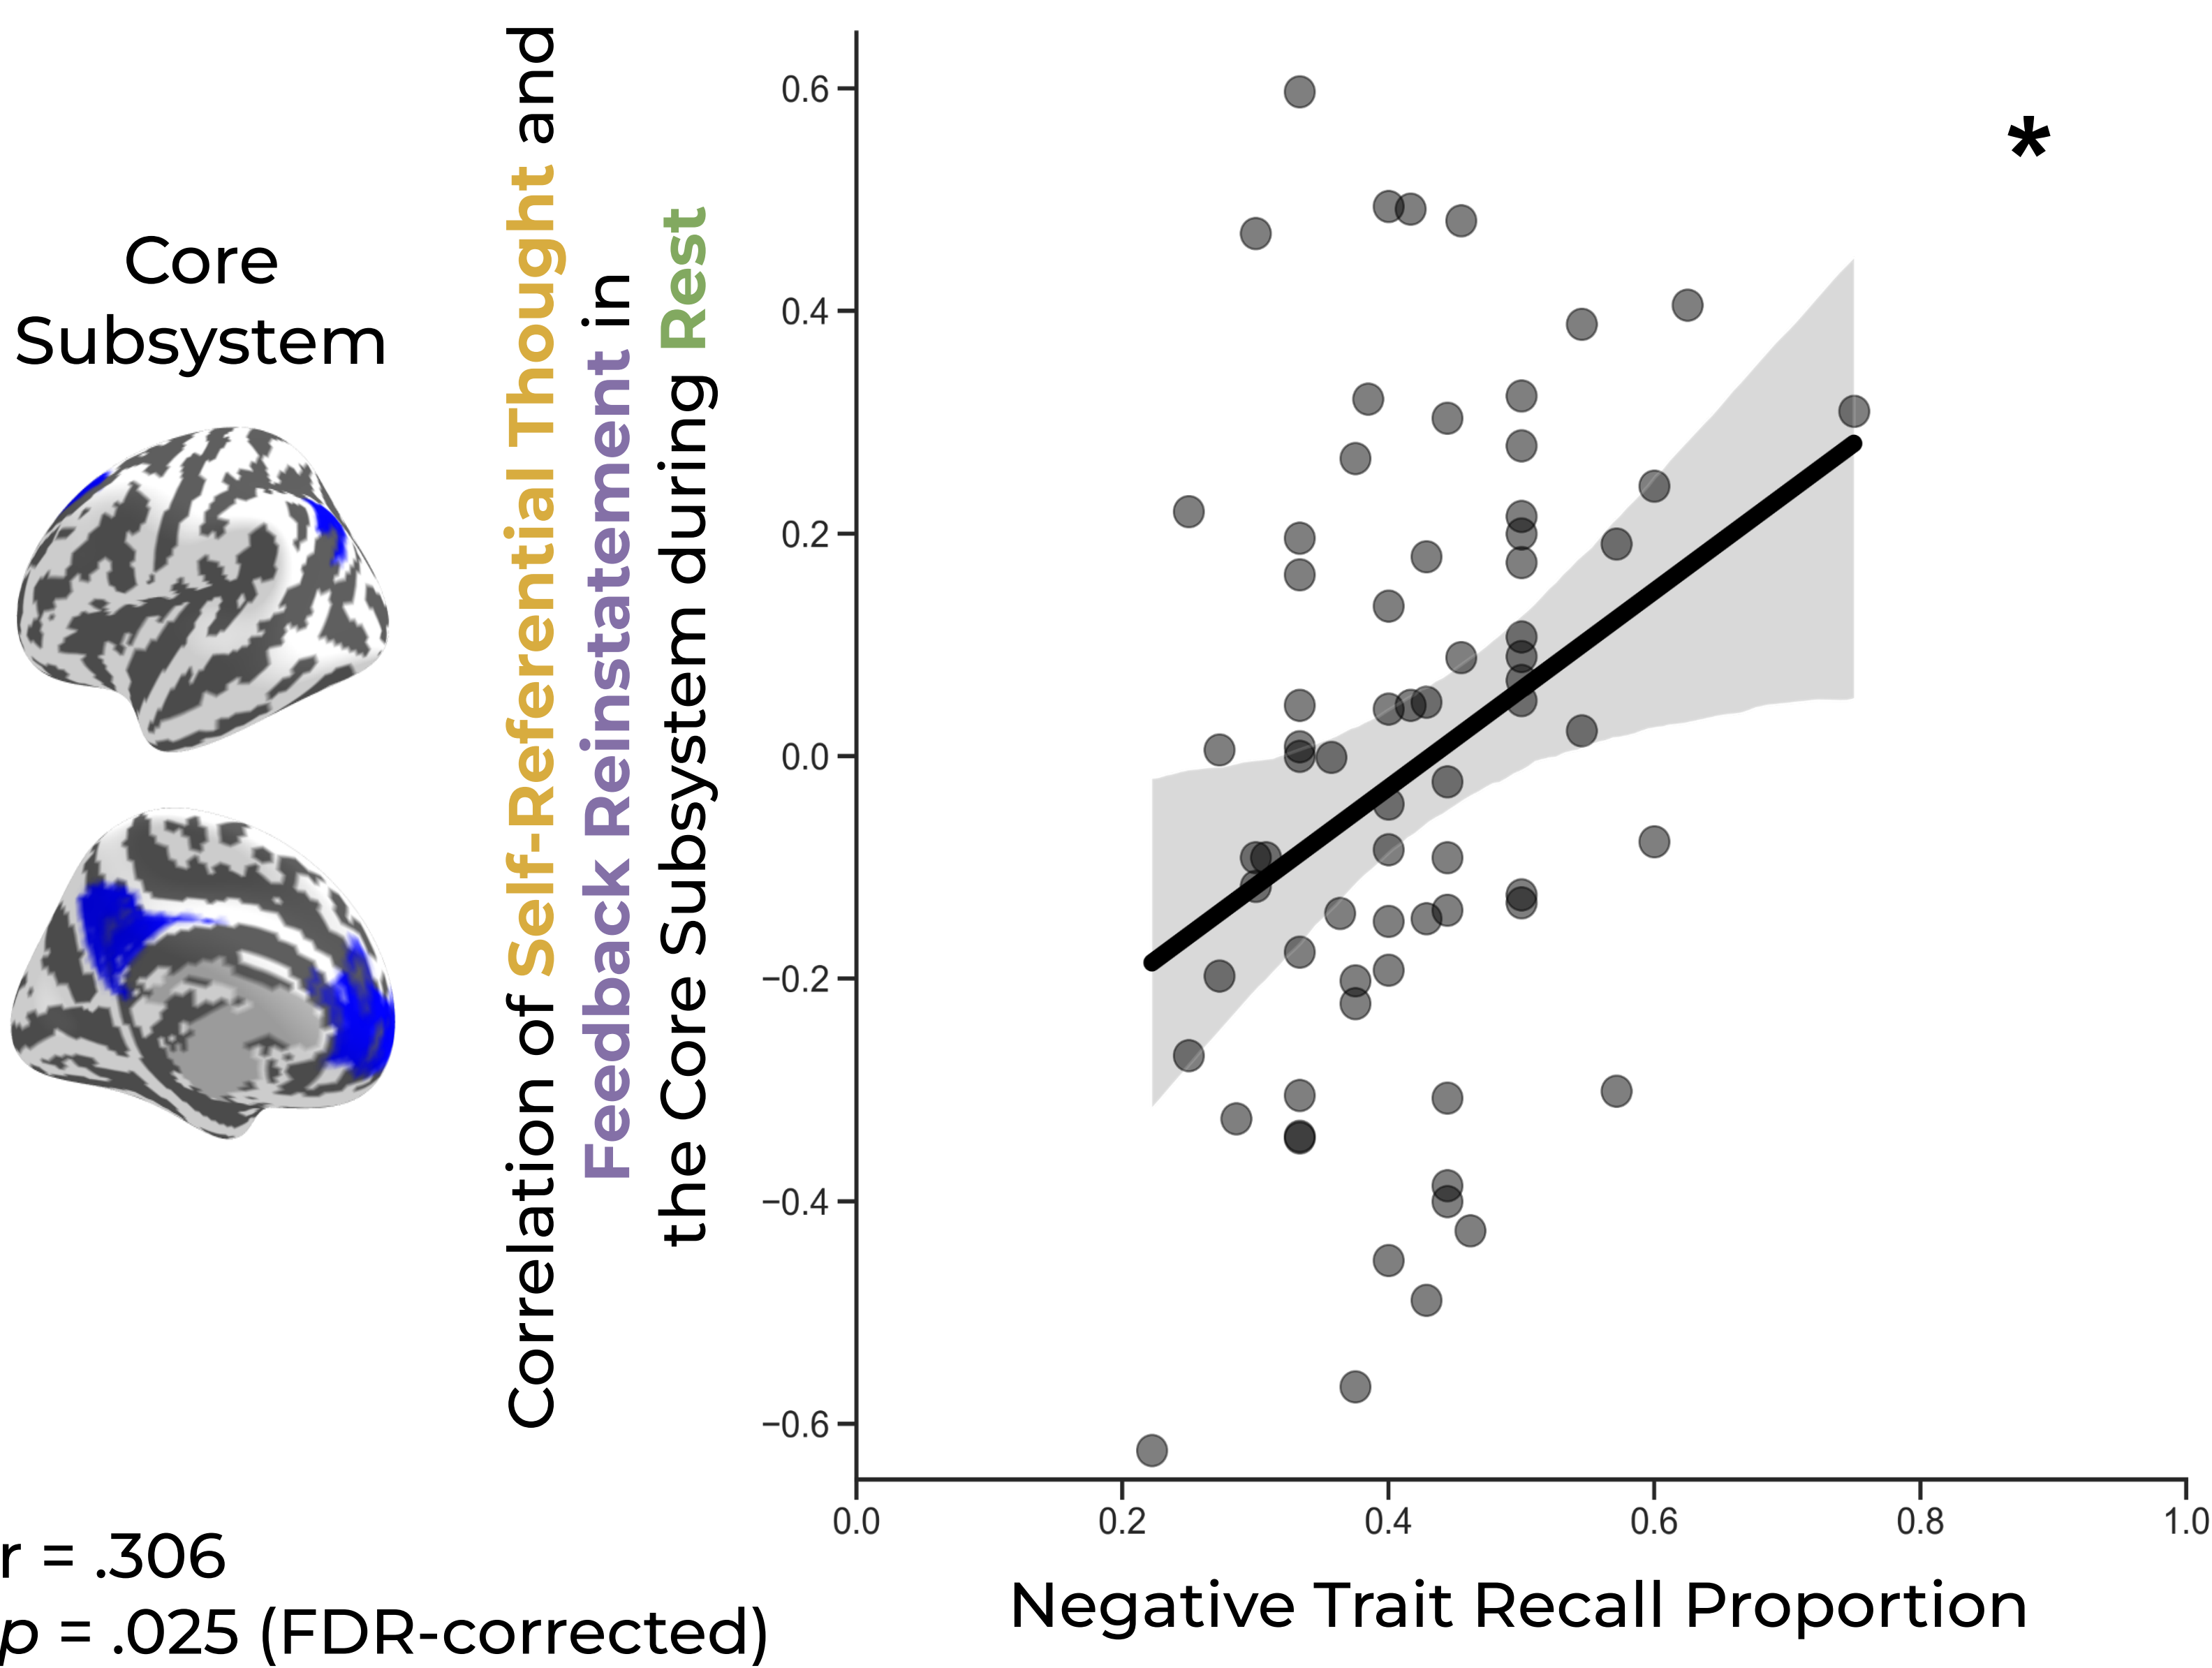 Core
Subsystem
Correlation of Self-Referential Thought and
Feedback Reinstatement in
the Core Subsystem during Rest
0.6
0.4
0.2
0.0
−0.2
−0.4
−0.6
*
0.0 0.2 0.4 0.6 0.8 1.0
Negative Trait Recall Proportion
r = .306
p = .025 (FDR-corrected)